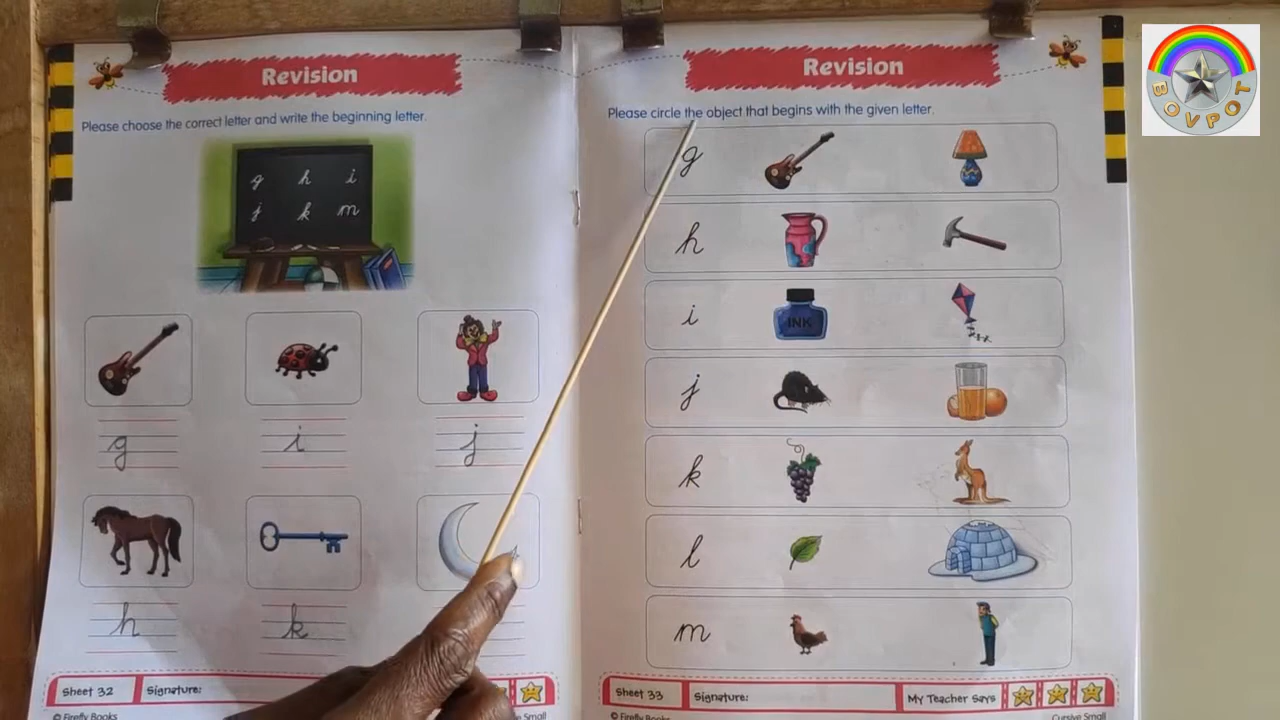 Revision
Please choose the correct letter and write the beginning letter.
g h i
j k m
g i j
h k
Sheet 32
Signature:
© Firefly Books
Small
Revision
Please circle the object that begins with the given letter.
g
h
i
INK
j
k
l
m
Sheet 33
Signature:
My Teacher Says
© Firefly Books
Cursive Small
BOVPOT